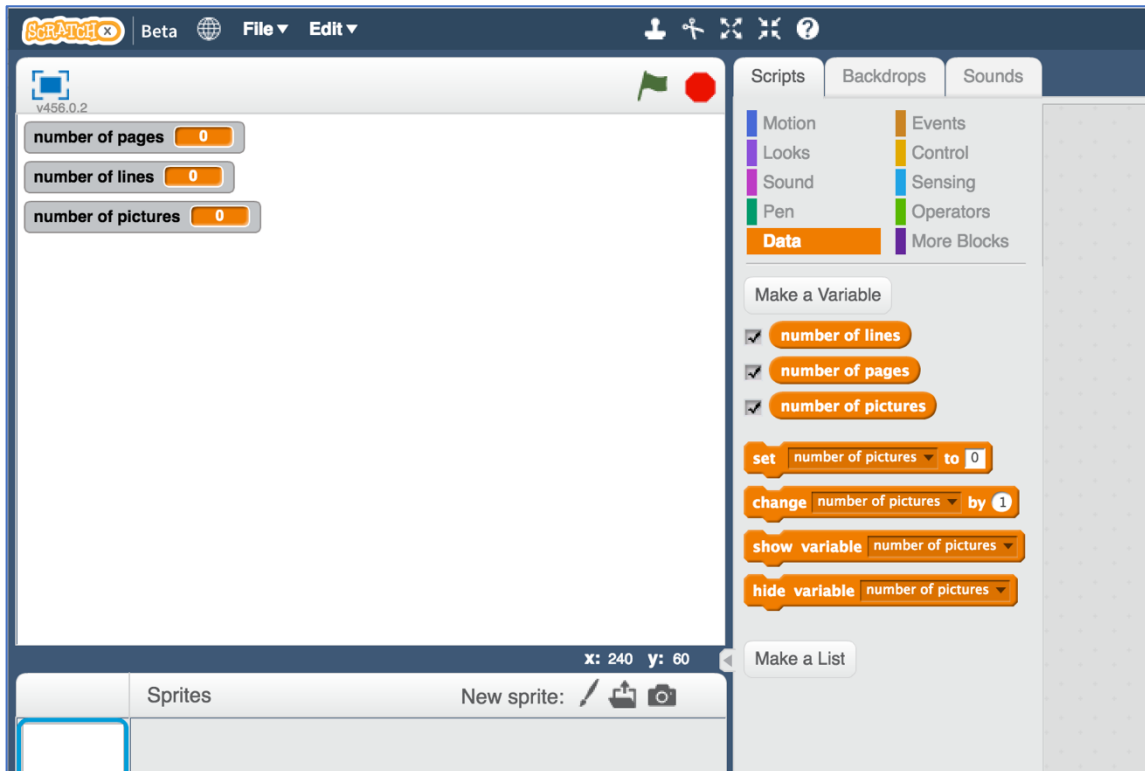 SCRATCH X Beta File Edit
v456.0.2
number of pages 0
number of lines 0
number of pictures 0
x: 240 y: 60
Sprites New sprite:
Scripts Backdrops Sounds
Motion Events
Looks Control
Sound Sensing
Pen Operators
Data More Blocks
Make a Variable
number of lines
number of pages
number of pictures
set number of pictures to 0
change number of pictures by 1
show variable number of pictures
hide variable number of pictures
Make a List